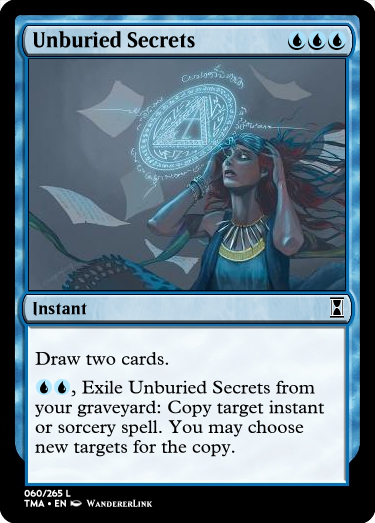 Unburied Secrets
Instant
Draw two cards.
, Exile Unburied Secrets from
your graveyard: Copy target instant
or sorcery spell. You may choose
new targets for the copy.
060/265 L
TMA • EN WandererLink